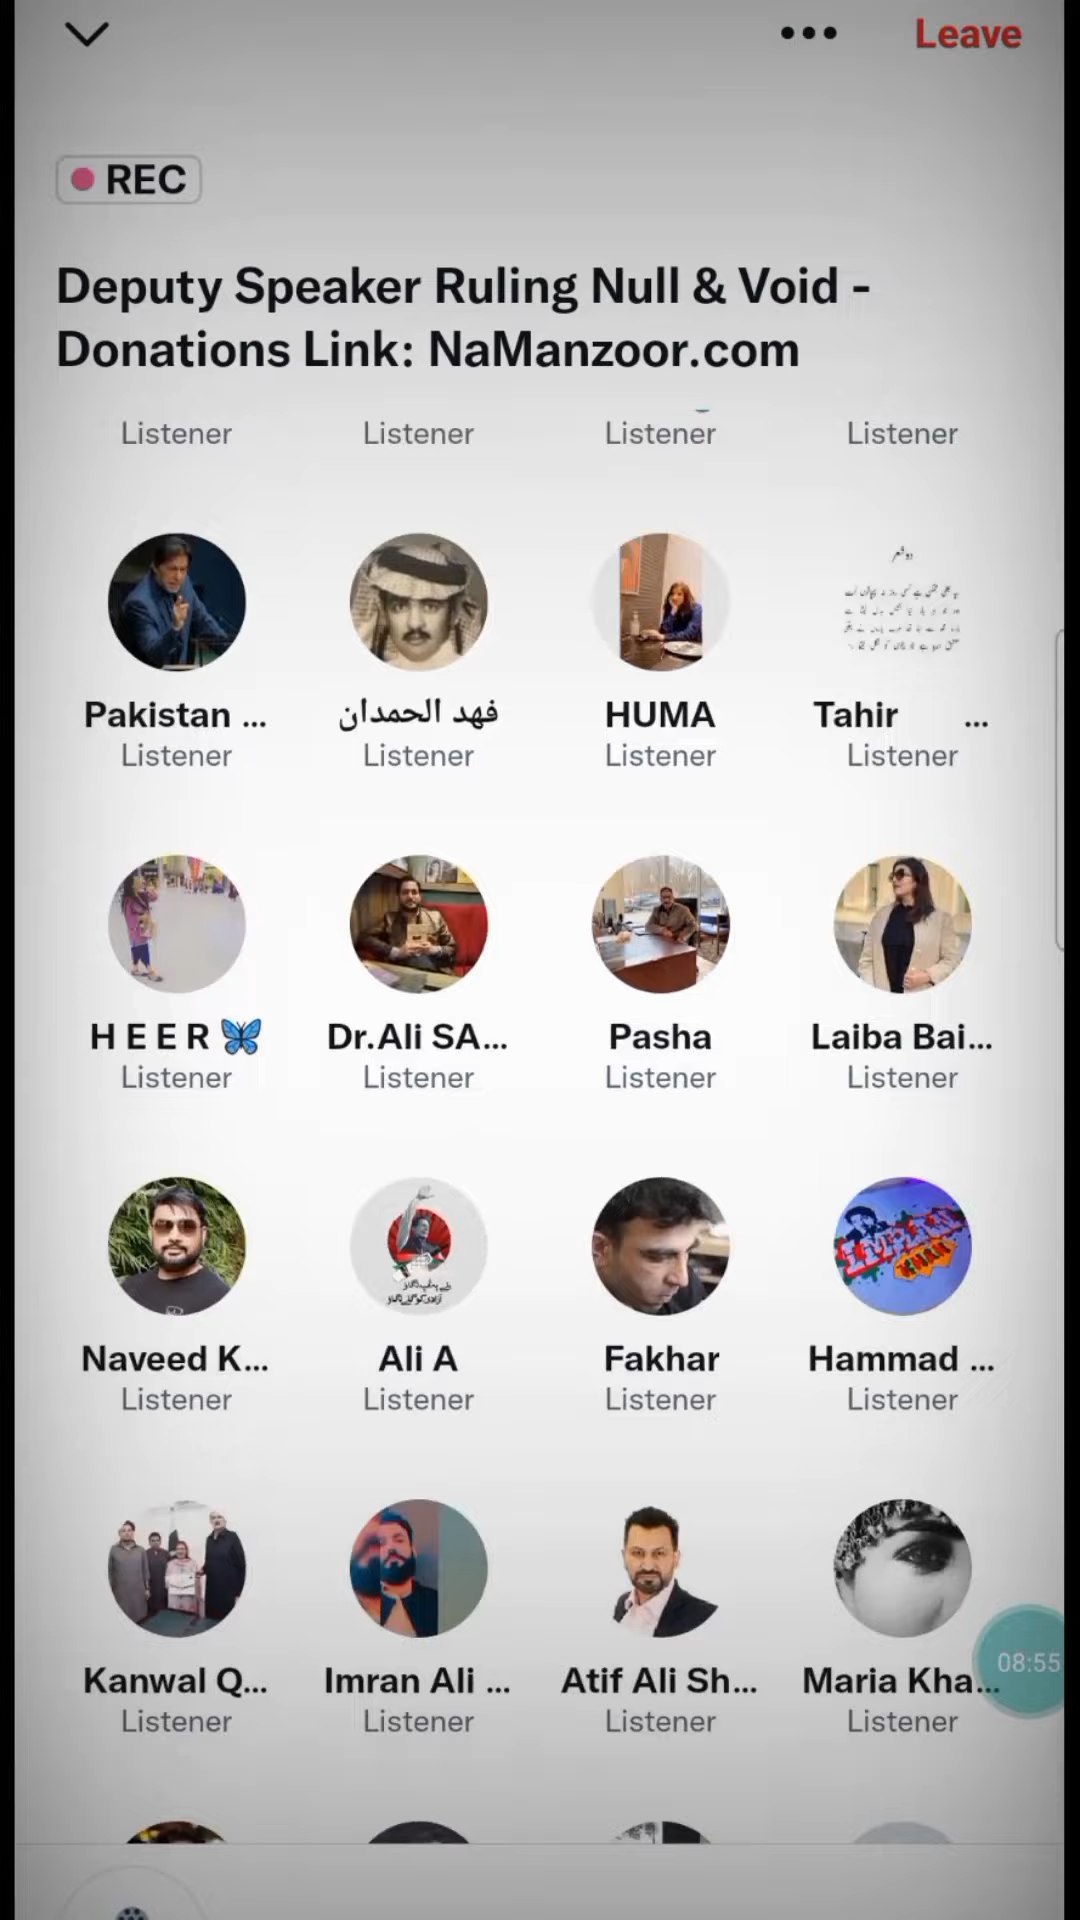 Leave
REC
Deputy Speaker Ruling Null & Void -
Donations Link: NaManzoor.com
Listener Listener Listener Listener
Pakistan ... فهد الحمدان HUMA Tahir ...
Listener Listener Listener Listener
H E E R🦋 Dr.Ali SA... Pasha Laiba Bai...
Listener Listener Listener Listener
Naveed K... Ali A Fakhar Hammad ...
Listener Listener Listener Listener
Kanwal Q... Imran Ali ... Atif Ali Sh... Maria Kha...
08:55
Listener Listener Listener Listener